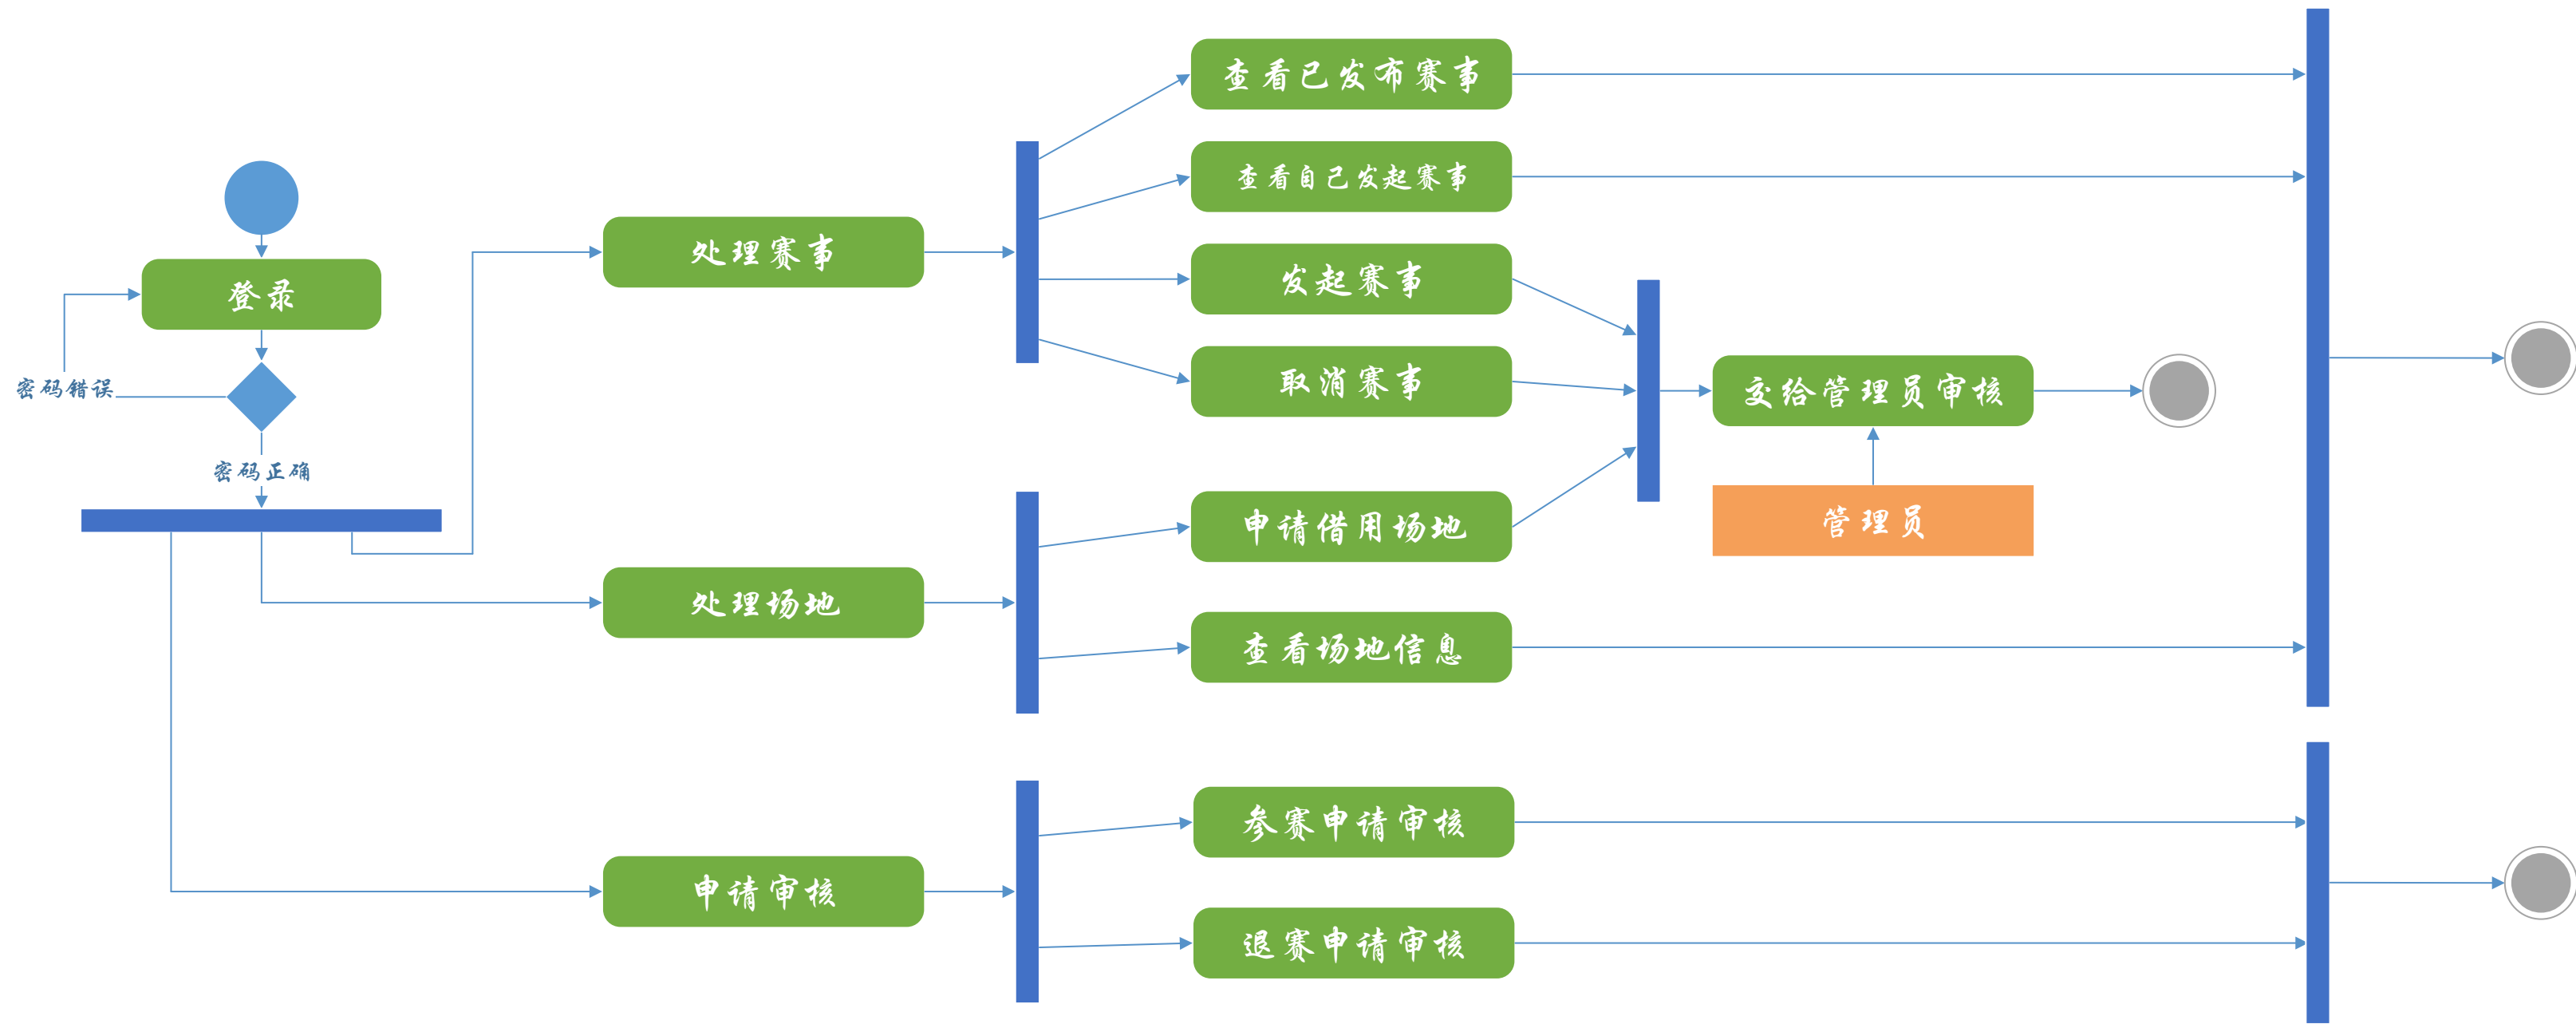 登录
密码错误
密码正确
处理赛事
处理场地
申请审核
查看已发布赛事
查看自己发起赛事
发起赛事
取消赛事
申请借用场地
查看场地信息
参赛申请审核
退赛申请审核
交给管理员审核
管理员